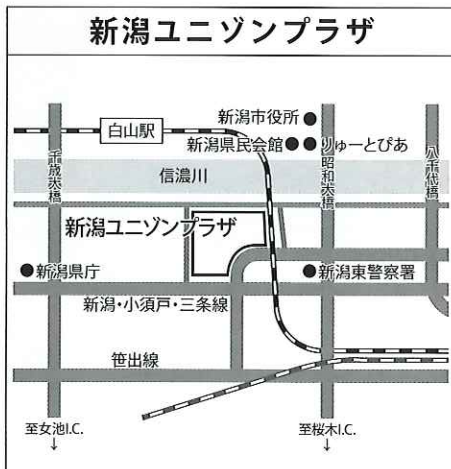 新潟ユニゾンプラザ
新潟市役所
白山駅
新潟県民会館
りゅーとぴあ
千歳大橋
昭和大橋
八千代橋
信濃川
新潟ユニゾンプラザ
新潟県庁
新潟東警察署
新潟・小須戸・三条線
笹出線
至女池I.C.
↓
至桜木I.C.
↓